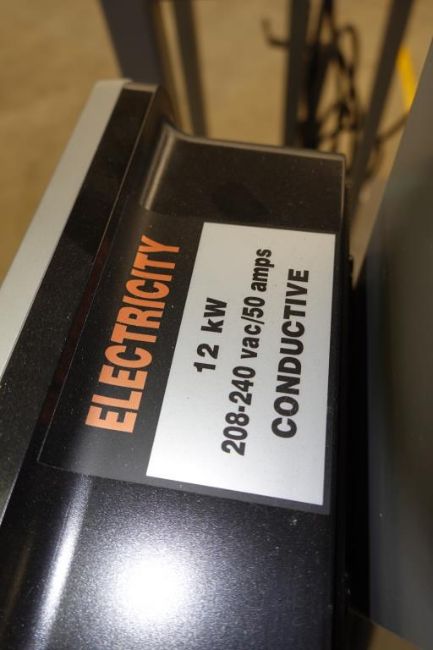 ELECTRICITY
12 kW
208-240 vac/50 amps
CONDUCTIVE